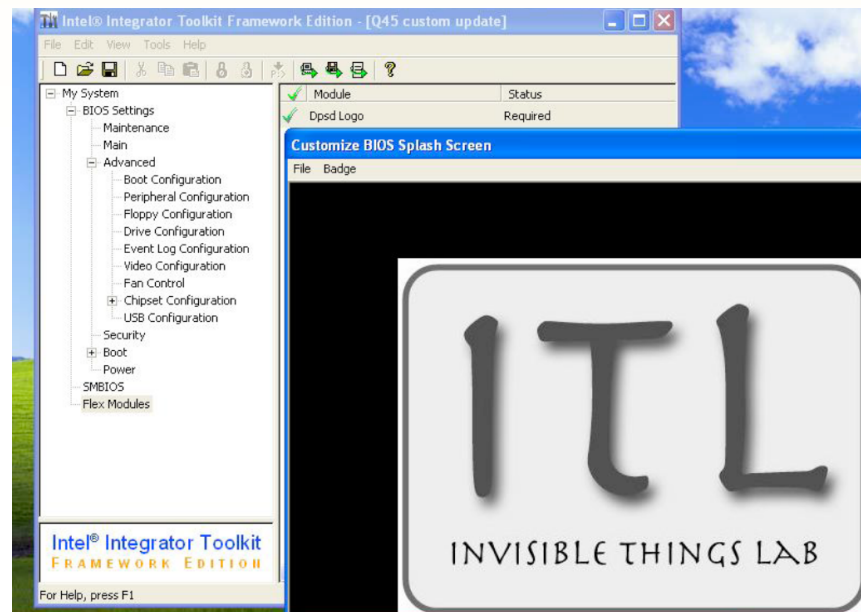 Intel® Integrator Toolkit Framework Edition - [Q45 custom update]
File Edit View Tools Help
My System
BIOS Settings
Maintenance
Main
Advanced
Boot Configuration
Peripheral Configuration
Floppy Configuration
Drive Configuration
Event Log Configuration
Video Configuration
Fan Control
Chipset Configuration
USB Configuration
Security
Boot
Power
SMBIOS
Flex Modules
Intel® Integrator Toolkit
FRAMEWORK EDITION
For Help, press F1
Module Status
Dpsd Logo Required
Customize BIOS Splash Screen
File Badge
ITL
INVISIBLE THINGS LAB